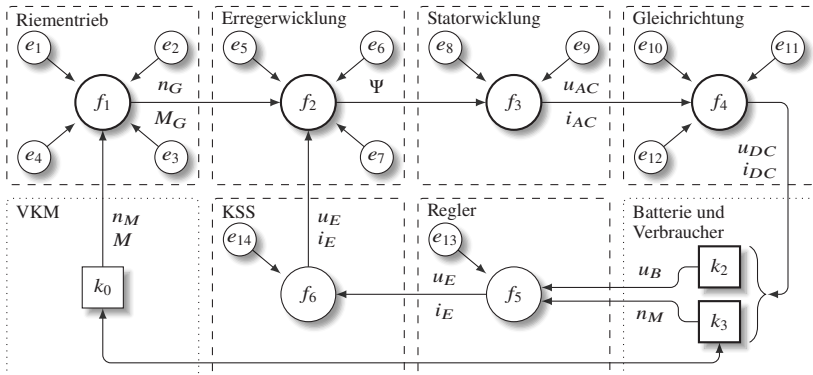 Riementrieb
Erregerwicklung
Statorwicklung
Gleichrichtung
e1
e2
e5
e6
e8
e9
e10
e11
f1
nG
MG
f2
Ψ
f3
uAC
iAC
f4
e4
e3
e7
e12
uDC
iDC
VKM
KSS
Regler
Batterie und
Verbraucher
nM
M
uE
iE
e14
e13
k0
f6
uE
iE
f5
uB
nM
k2
k3